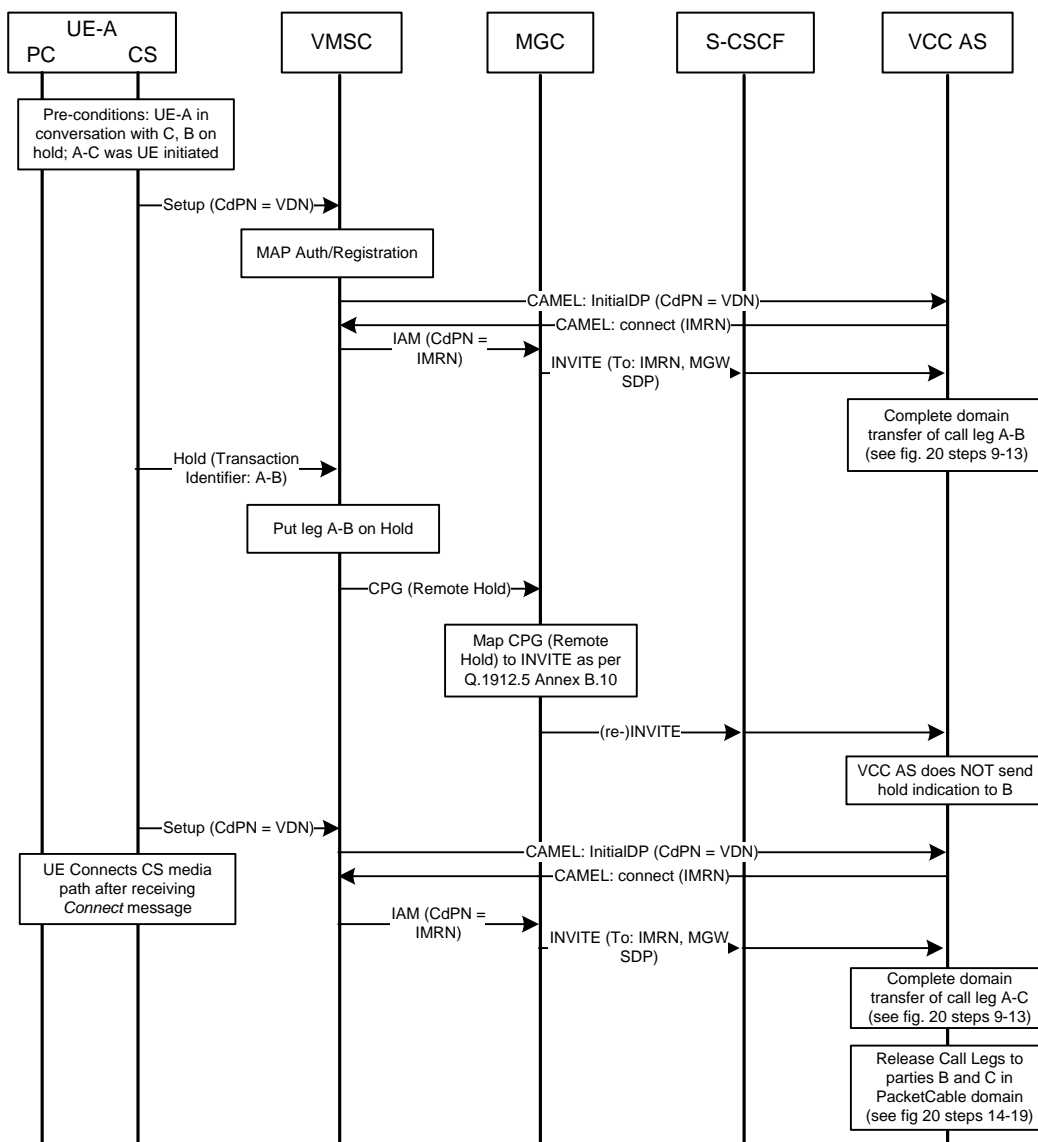 UE-A
PC CS
VMSC
MGC
S-CSCF
VCC AS
Pre-conditions: UE-A in
conversation with C, B on
hold; A-C was UE initiated
Setup (CdPN = VDN)
MAP Auth/Registration
CAMEL: InitialDP (CdPN = VDN)
CAMEL: connect (IMRN)
IAM (CdPN =
IMRN)
INVITE (To: IMRN, MGW
SDP)
Complete domain
transfer of call leg A-B
(see fig. 20 steps 9-13)
Hold (Transaction
Identifier: A-B)
Put leg A-B on Hold
CPG (Remote Hold)
Map CPG (Remote
Hold) to INVITE as per
Q.1912.5 Annex B.10
(re-)INVITE
VCC AS does NOT send
hold indication to B
Setup (CdPN = VDN)
CAMEL: InitialDP (CdPN = VDN)
UE Connects CS media
path after receiving
Connect message
CAMEL: connect (IMRN)
IAM (CdPN =
IMRN)
INVITE (To: IMRN, MGW
SDP)
Complete domain
transfer of call leg A-C
(see fig. 20 steps 9-13)
Release Call Legs to
parties B and C in
PacketCable domain
(see fig 20 steps 14-19)